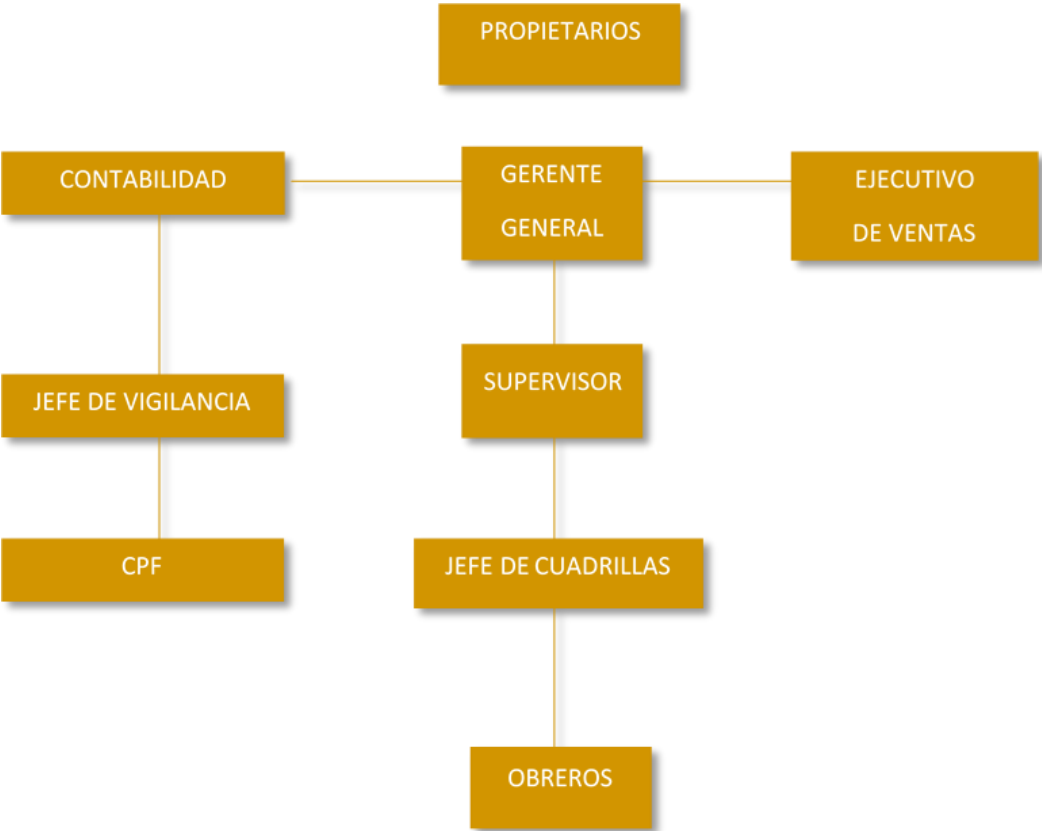 PROPIETARIOS
CONTABILIDAD
GERENTE
GENERAL
EJECUTIVO
DE VENTAS
JEFE DE VIGILANCIA
SUPERVISOR
CPF
JEFE DE CUADRILLAS
OBREROS